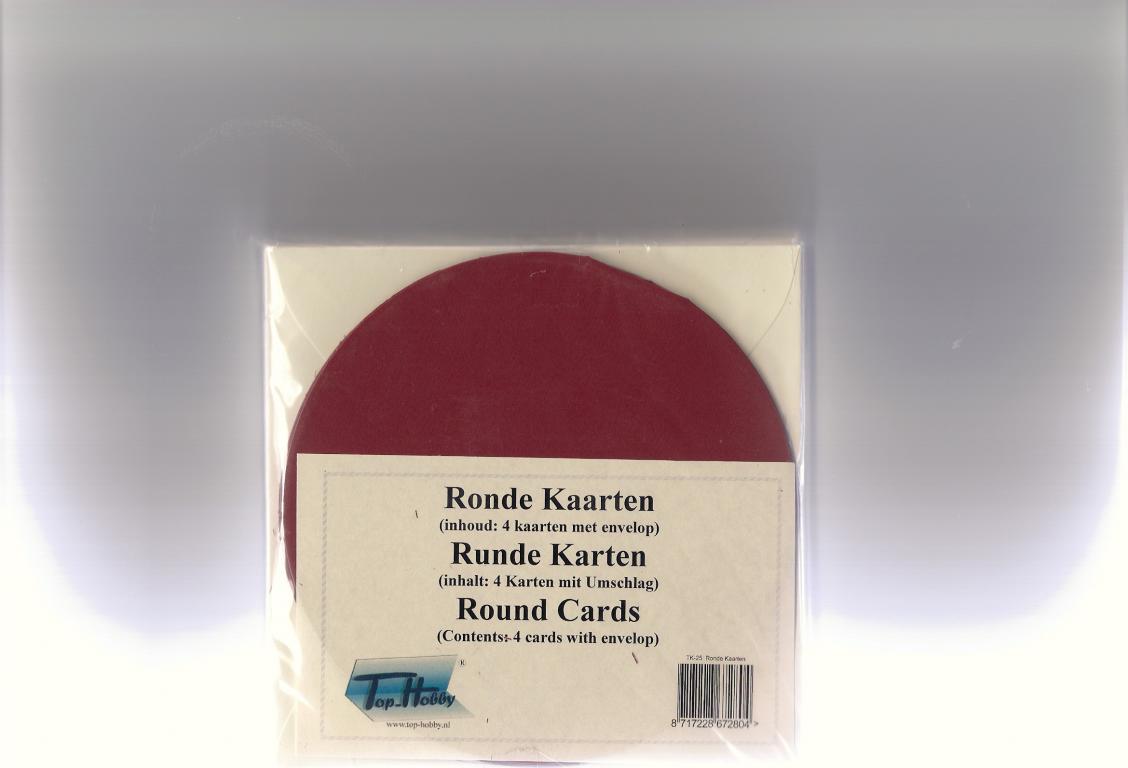 Ronde Kaarten
(inhoud: 4 kaarten met envelop)
Runde Karten
(inhalt: 4 Karten mit Umschlag)
Round Cards
(Contents: 4 cards with envelop)
Top-Hobby ®
www.top-hobby.nl
TK-25: Ronde Kaarten
8 717228 672804 >